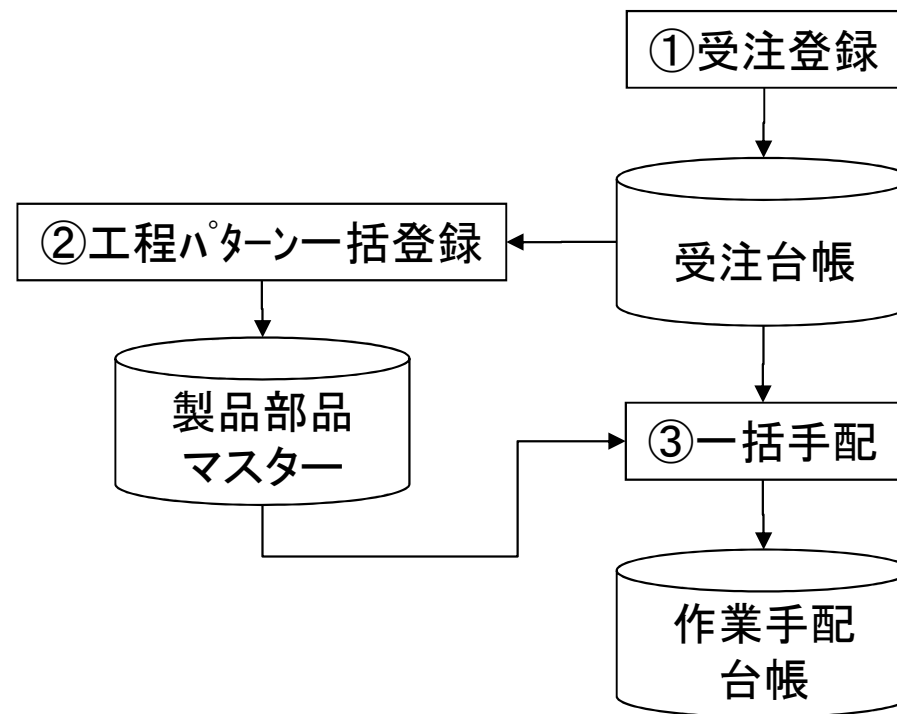 ①受注登録
受注台帳
②工程ﾊﾟﾀｰﾝ一括登録
製品部品
マスター
③一括手配
作業手配
台帳